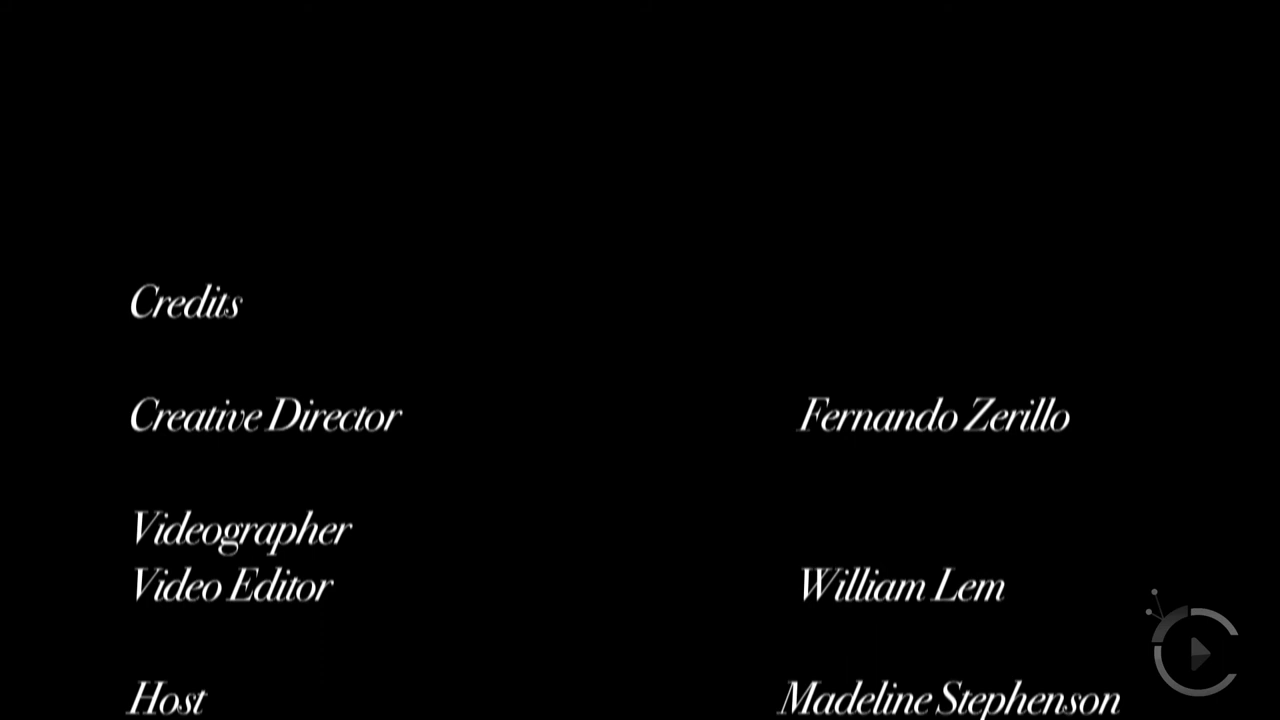 Credits
Creative Director Fernando Zerillo
Videographer
Video Editor William Lem
Host Madeline Stephenson